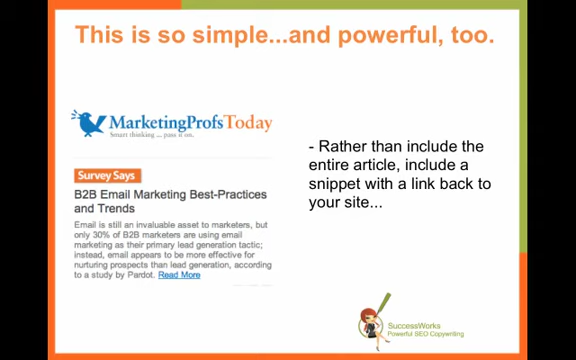 This is so simple...and powerful, too.
MarketingProfsToday
Smart thinking ... pass it on.
Survey Says
B2B Email Marketing Best-Practices
and Trends
Email is still an invaluable asset to marketers, but
only 30% of B2B marketers are using email
marketing as their primary lead generation tactic;
instead, email appears to be more effective for
nurturing prospects than lead generation, according
to a study by Pardot. Read More
- Rather than include the
entire article, include a
snippet with a link back to
your site...
SuccessWorks
Powerful SEO Copywriting